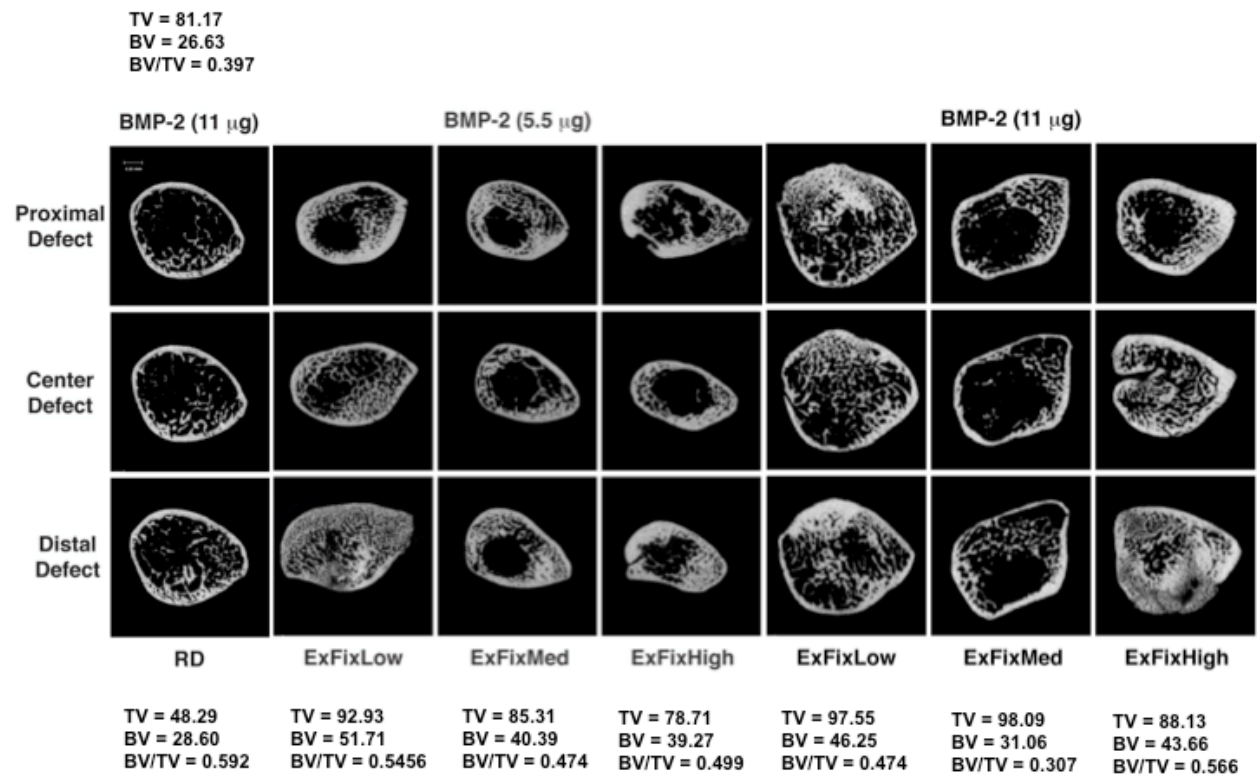 TV = 81.17
BV = 26.63
BV/TV = 0.397
BMP-2 (11 μg)
BMP-2 (5.5 μg)
BMP-2 (11 μg)
Proximal
Defect
Center
Defect
Distal
Defect
RD
ExFixLow
ExFixMed
ExFixHigh
ExFixLow
ExFixMed
ExFixHigh
TV = 48.29
BV = 28.60
BV/TV = 0.592
TV = 92.93
BV = 51.71
BV/TV = 0.5456
TV = 85.31
BV = 40.39
BV/TV = 0.474
TV = 78.71
BV = 39.27
BV/TV = 0.499
TV = 97.55
BV = 46.25
BV/TV = 0.474
TV = 98.09
BV = 31.06
BV/TV = 0.307
TV = 88.13
BV = 43.66
BV/TV = 0.566